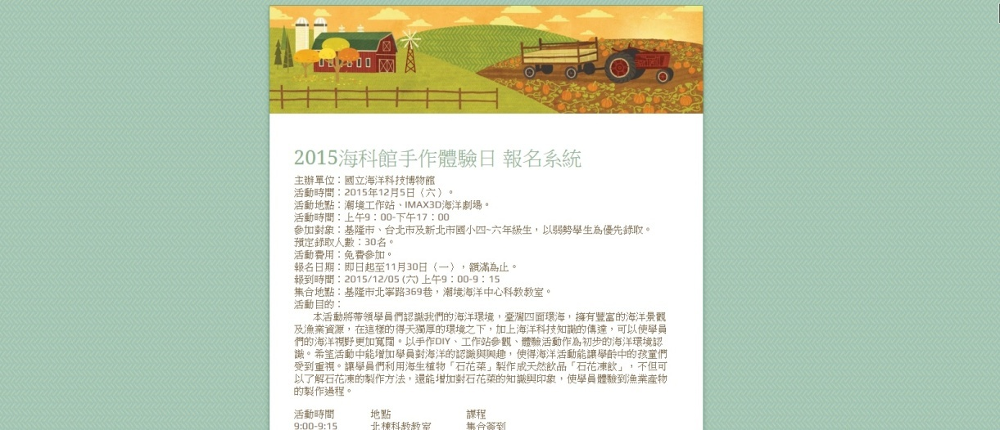 2015海科館手作體驗日 報名系統
主辦單位：國立海洋科技博物館
活動時間：2015年12月5日（六）。
活動地點：潮境工作站、IMAX3D海洋劇場。
活動時間：上午9：00-下午17：00
參加對象：基隆市、台北市及新北市國小四~六年級生，以弱勢學生為優先錄取。
預定錄取人數：30名。
活動費用：免費參加。
報名日期：即日起至11月30日（一），額滿為止。
報到時間：2015/12/05 (六) 上午9：00-9：15
集合地點：基隆市北寧路369巷，潮境海洋中心科教教室。
活動目的：
本活動將帶領學員們認識我們的海洋環境，臺灣四面環海，擁有豐富的海洋景觀
及漁業資源，在這樣的得天獨厚的環境之下，加上海洋科技知識的傳達，可以使學員
們的海洋視野更加寬闊。以手作DIY、工作站參觀、體驗活動作為初步的海洋環境認
識。希望活動中能增加學員對海洋的認識與興趣，使得海洋活動能讓學齡中的孩童們
受到重視。讓學員們利用海生植物「石花菜」製作成天然飲品「石花凍飲」，不但可
以了解石花凍的製作方法，還能增加對石花菜的知識與印象，使學員體驗到漁業產物
的製作過程。
活動時間 地點 課程
9:00-9:15 北棟科教教室 集合簽到